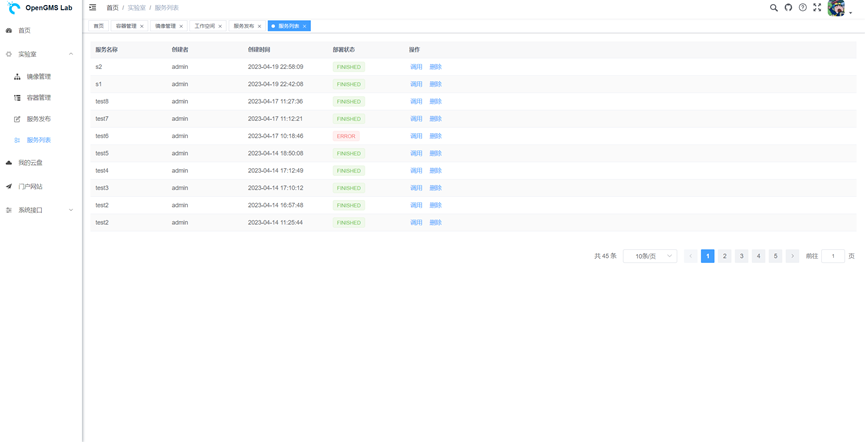 OpenGMS Lab
首页 / 实验室 / 服务列表
首页 容器管理 × 镜像管理 × 工作空间 × 服务发布 × 服务列表 ×
首页
实验室
镜像管理
容器管理
服务发布
服务列表
我的云盘
门户网站
系统接口
服务名称 创建者 创建时间 部署状态 操作
s2 admin 2023-04-19 22:58:09 FINISHED 调用 删除
s1 admin 2023-04-19 22:42:08 FINISHED 调用 删除
test8 admin 2023-04-17 11:27:36 FINISHED 调用 删除
test7 admin 2023-04-17 11:12:21 FINISHED 调用 删除
test6 admin 2023-04-17 10:18:46 ERROR 调用 删除
test5 admin 2023-04-14 18:50:08 FINISHED 调用 删除
test4 admin 2023-04-14 17:12:49 FINISHED 调用 删除
test3 admin 2023-04-14 17:10:12 FINISHED 调用 删除
test2 admin 2023-04-14 16:57:48 FINISHED 调用 删除
test2 admin 2023-04-14 11:25:44 FINISHED 调用 删除
共 45 条 10条/页 1 2 3 4 5 前往 1 页